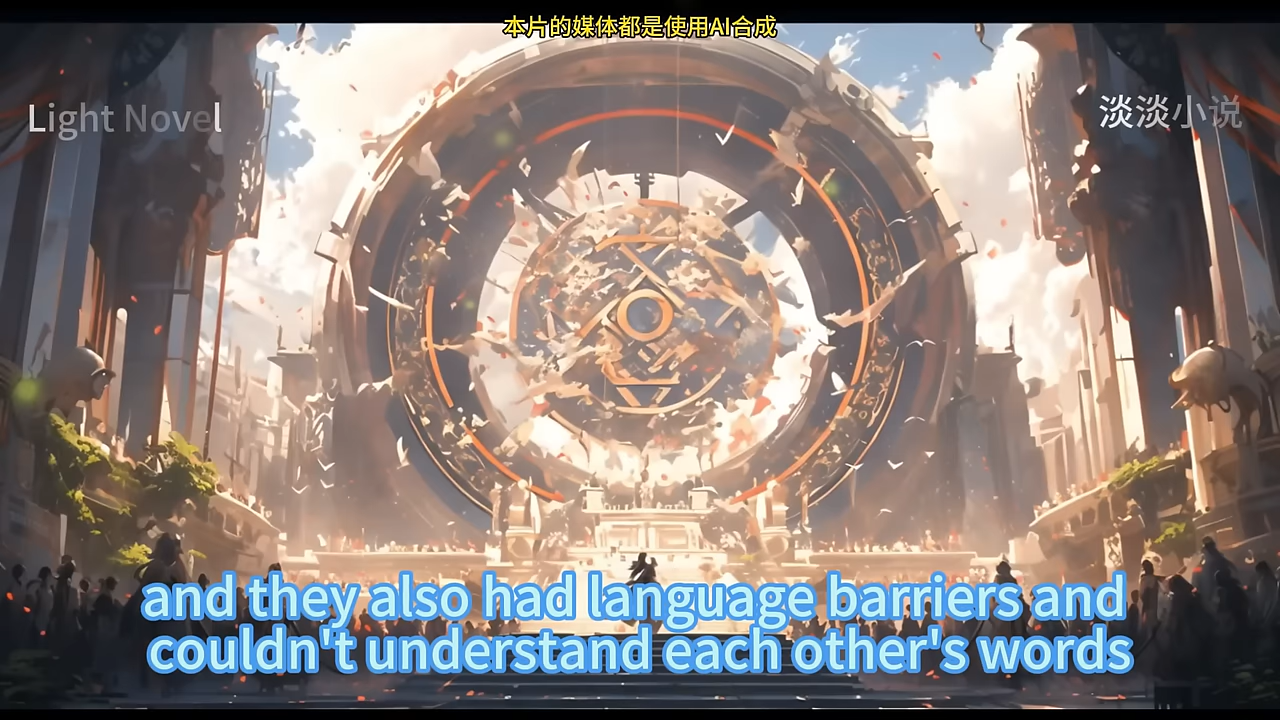 本片的媒体都是使用AI合成
Light Novel
淡淡小说
and they also had language barriers and
couldn't understand each other's words